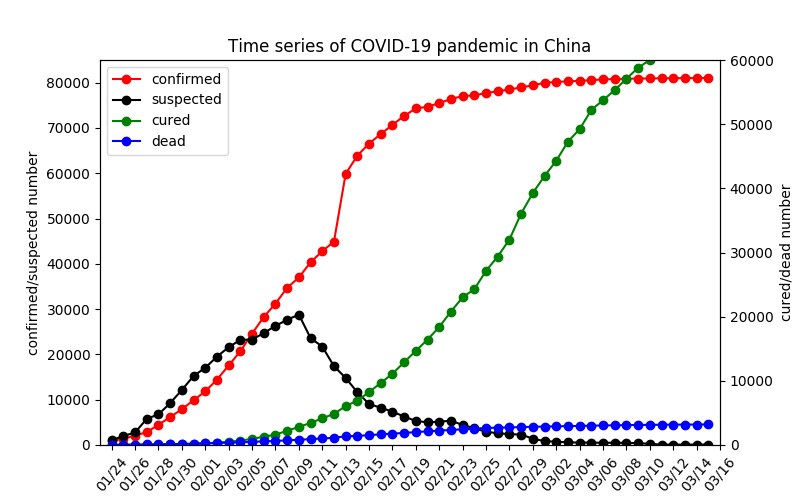 Time series of COVID-19 pandemic in China
confirmed
suspected
cured
dead
confirmed/suspected number
80000
70000
60000
50000
40000
30000
20000
10000
0
cured/dead number
60000
50000
40000
30000
20000
10000
0
01/24 01/26 01/28 01/30 02/01 02/03 02/05 02/07 02/09 02/11 02/13 02/15 02/17 02/19 02/21 02/23 02/25 02/27 02/29 03/02 03/04 03/06 03/08 03/10 03/12 03/14 03/16